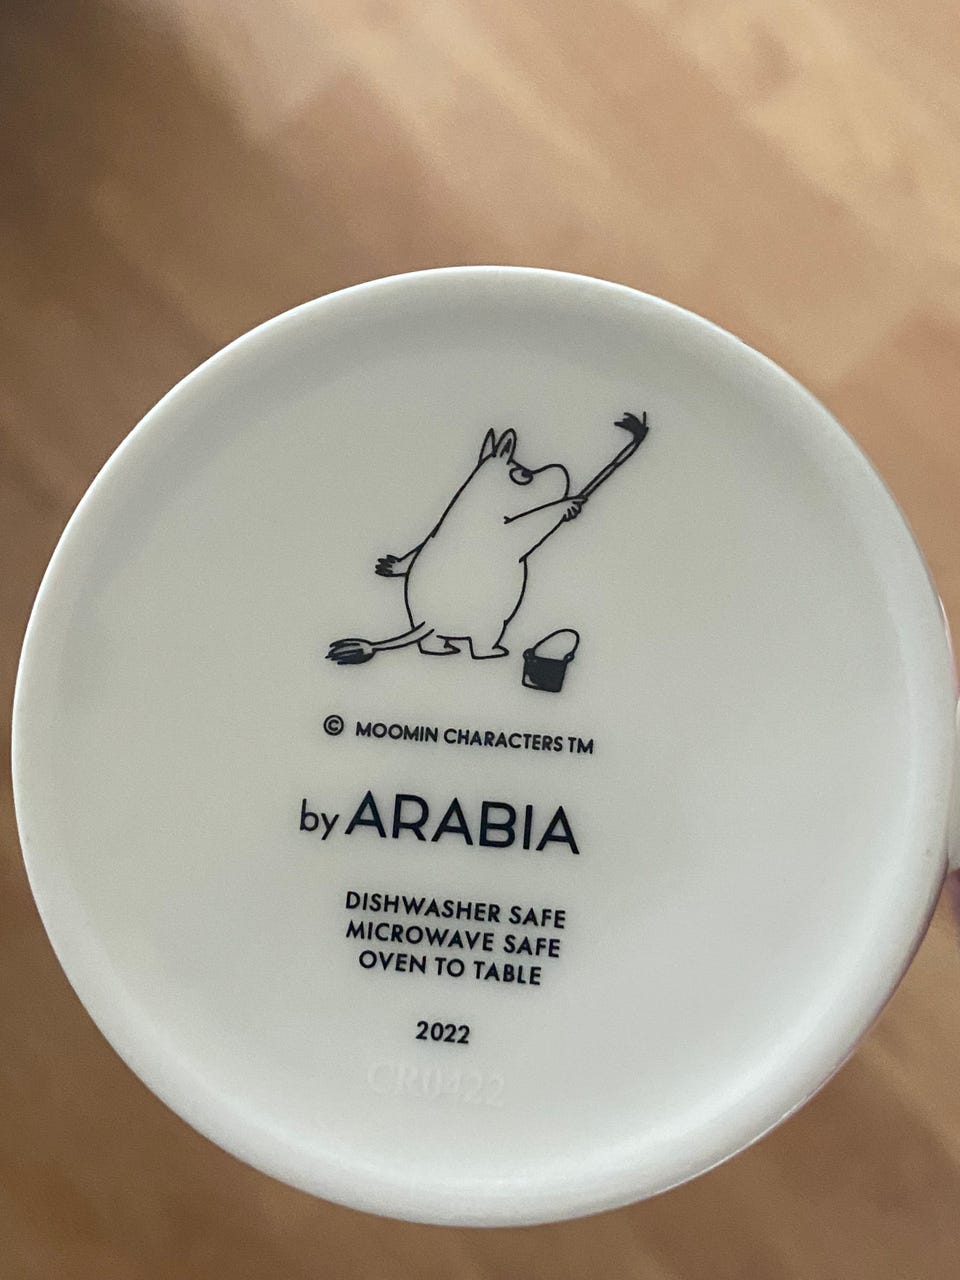 © MOOMIN CHARACTERS TM
by ARABIA
DISHWASHER SAFE
MICROWAVE SAFE
OVEN TO TABLE
2022
CR0422